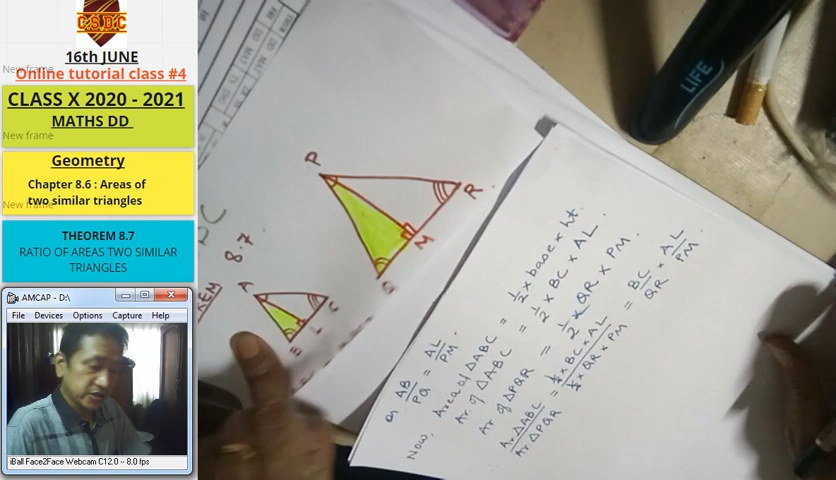 C.S.D.C
16th JUNE
New frame
Online tutorial class #4
CLASS X 2020 - 2021
MATHS DD
New frame
Geometry
Chapter 8.6 : Areas of
two similar triangles
New frame
THEOREM 8.7
RATIO OF AREAS TWO SIMILAR
TRIANGLES
AMCAP - D:\
File Devices Options Capture Help
iBall Face2Face Webcam C12.0 -- 8.0 fps
LIFE
8.7
P
R
M
Q
A
C
L
B
or AB/PQ = AL/PM.
Now, Area of ΔABC = 1/2 × base × ht.
Ar. of ΔABC = 1/2 × BC × AL.
Ar of ΔPQR = 1/2 × QR × PM.
Ar ΔABC/Ar ΔPQR = 1/2 × BC × AL/1/2 × QR × PM = BC/QR × AL/PM